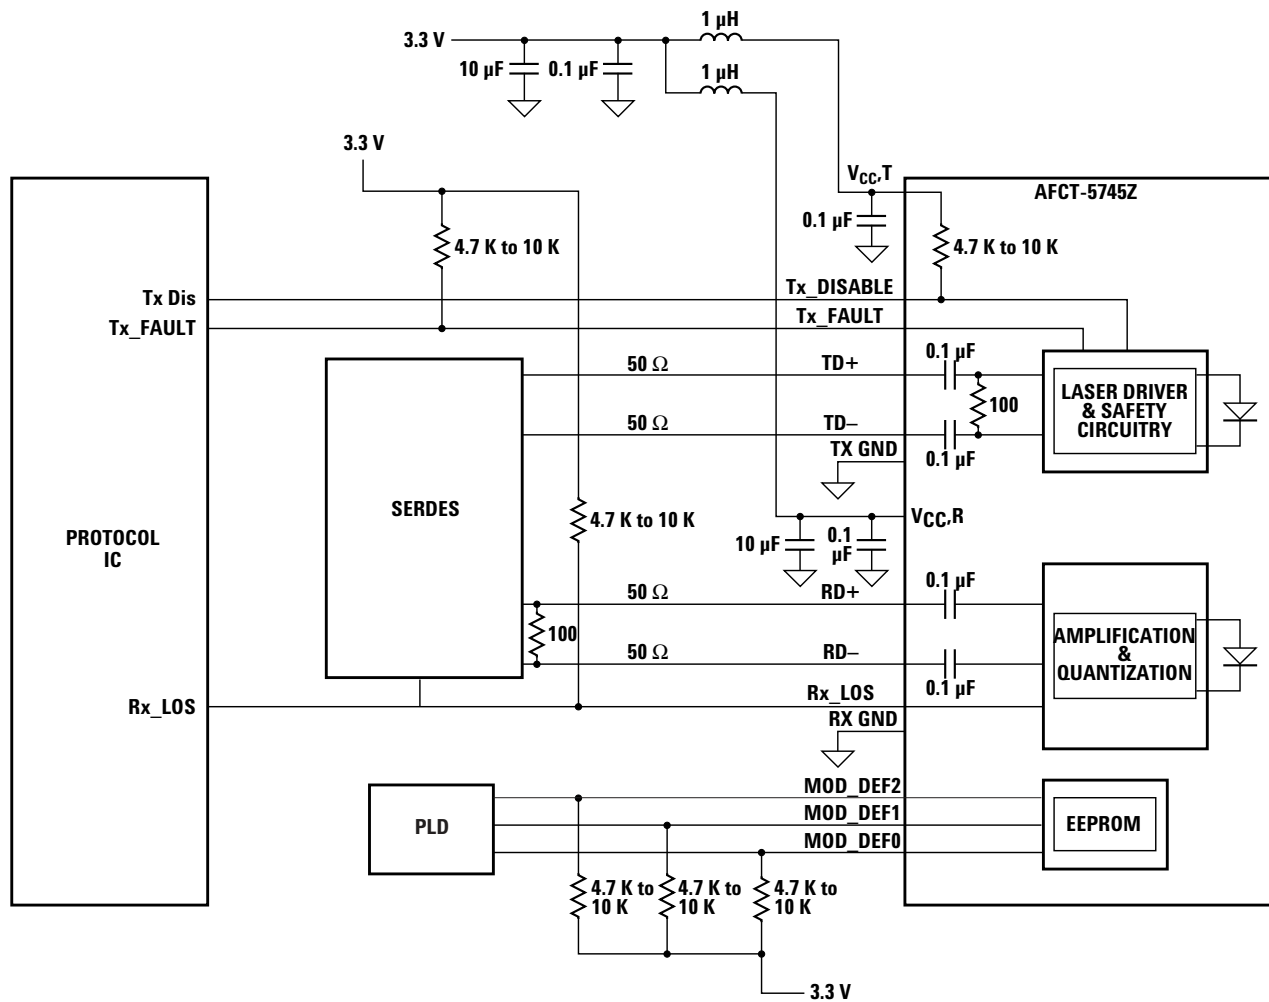 1 µH
3.3 V
10 µF
0.1 µF
1 µH
3.3 V
V_CC,T
AFCT-5745Z
0.1 µF
4.7 K to 10 K
4.7 K to 10 K
Tx Dis
Tx_DISABLE
Tx_FAULT
Tx_FAULT
0.1 µF
50 Ω
TD+
LASER DRIVER
& SAFETY
CIRCUITRY
100
50 Ω
TD–
0.1 µF
TX GND
SERDES
4.7 K to 10 K
V_CC,R
PROTOCOL
IC
10 µF
0.1
µF
0.1 µF
50 Ω
RD+
100
AMPLIFICATION
&
QUANTIZATION
50 Ω
RD–
0.1 µF
Rx_LOS
Rx_LOS
RX GND
PLD
MOD_DEF2
MOD_DEF1
MOD_DEF0
EEPROM
4.7 K to
10 K
4.7 K to
10 K
4.7 K to
10 K
3.3 V